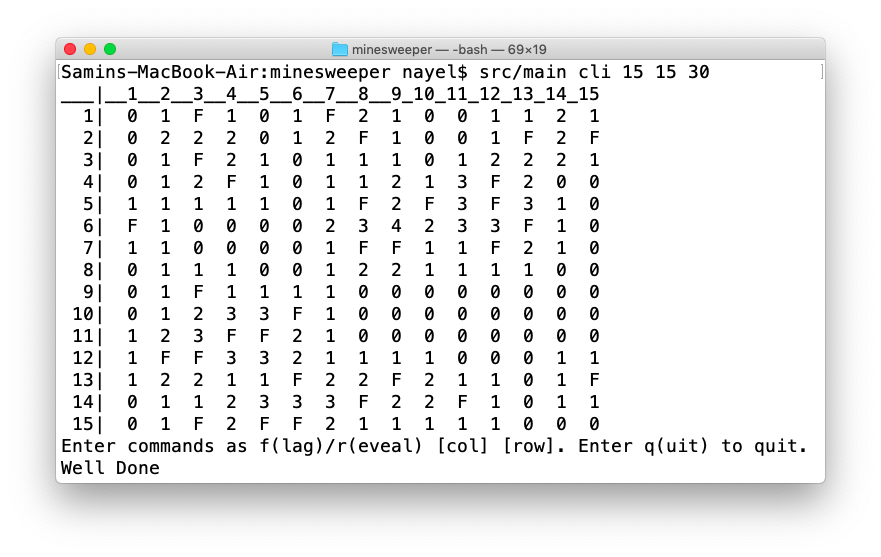 minesweeper — -bash — 69×19
Samins-MacBook-Air:minesweeper nayel$ src/main cli 15 15 30
___|__1__2__3__4__5__6__7__8__9_10_11_12_13_14_15
  1|  0  1  F  1  0  1  F  2  1  0  0  1  1  2  1
  2|  0  2  2  2  0  1  2  F  1  0  0  1  F  2  F
  3|  0  1  F  2  1  0  1  1  1  0  1  2  2  2  1
  4|  0  1  2  F  1  0  1  1  2  1  3  F  2  0  0
  5|  1  1  1  1  1  0  1  F  2  F  3  F  3  1  0
  6|  F  1  0  0  0  0  2  3  4  2  3  3  F  1  0
  7|  1  1  0  0  0  0  1  F  F  1  1  F  2  1  0
  8|  0  1  1  1  0  0  1  2  2  1  1  1  1  0  0
  9|  0  1  F  1  1  1  1  0  0  0  0  0  0  0  0
 10|  0  1  2  3  3  F  1  0  0  0  0  0  0  0  0
 11|  1  2  3  F  F  2  1  0  0  0  0  0  0  0  0
 12|  1  F  F  3  3  2  1  1  1  1  0  0  0  1  1
 13|  1  2  2  1  1  F  2  2  F  2  1  1  0  1  F
 14|  0  1  1  2  3  3  3  F  2  2  F  1  0  1  1
 15|  0  1  F  2  F  F  2  1  1  1  1  1  0  0  0
Enter commands as f(lag)/r(eveal) [col] [row]. Enter q(uit) to quit.
Well Done